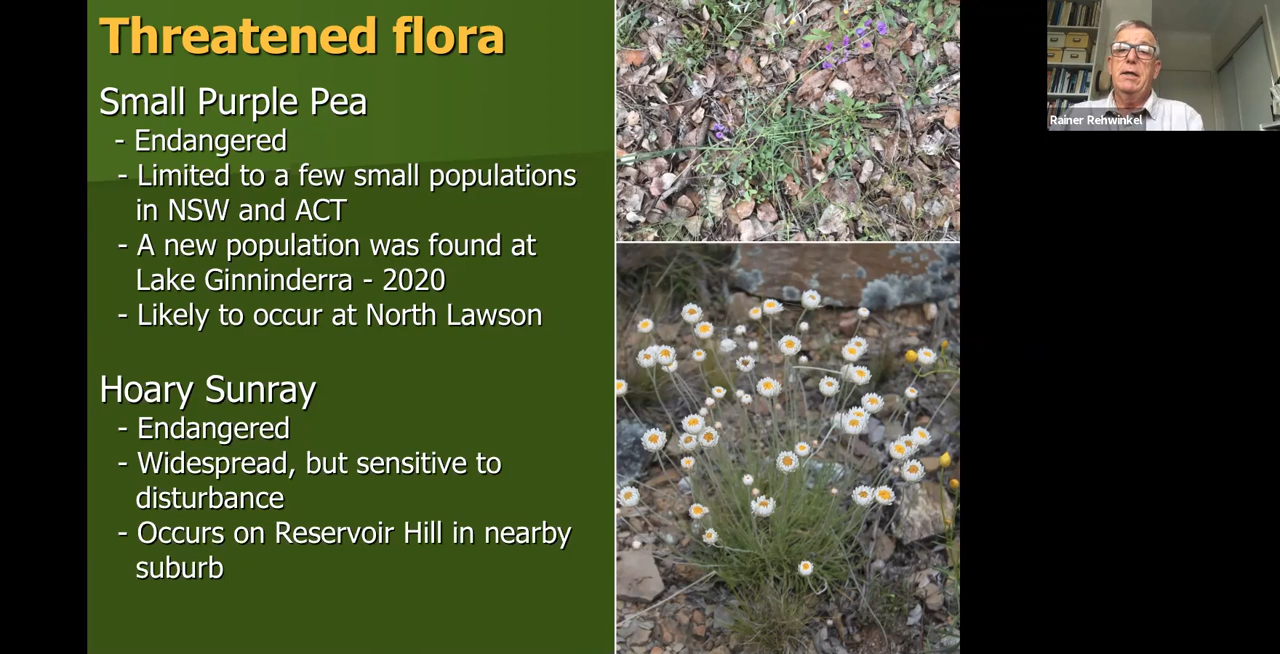 Threatened flora
Small Purple Pea
- Endangered
- Limited to a few small populations
in NSW and ACT
- A new population was found at
Lake Ginninderra - 2020
- Likely to occur at North Lawson
Hoary Sunray
- Endangered
- Widespread, but sensitive to
disturbance
- Occurs on Reservoir Hill in nearby
suburb
Rainer Rehwinkel